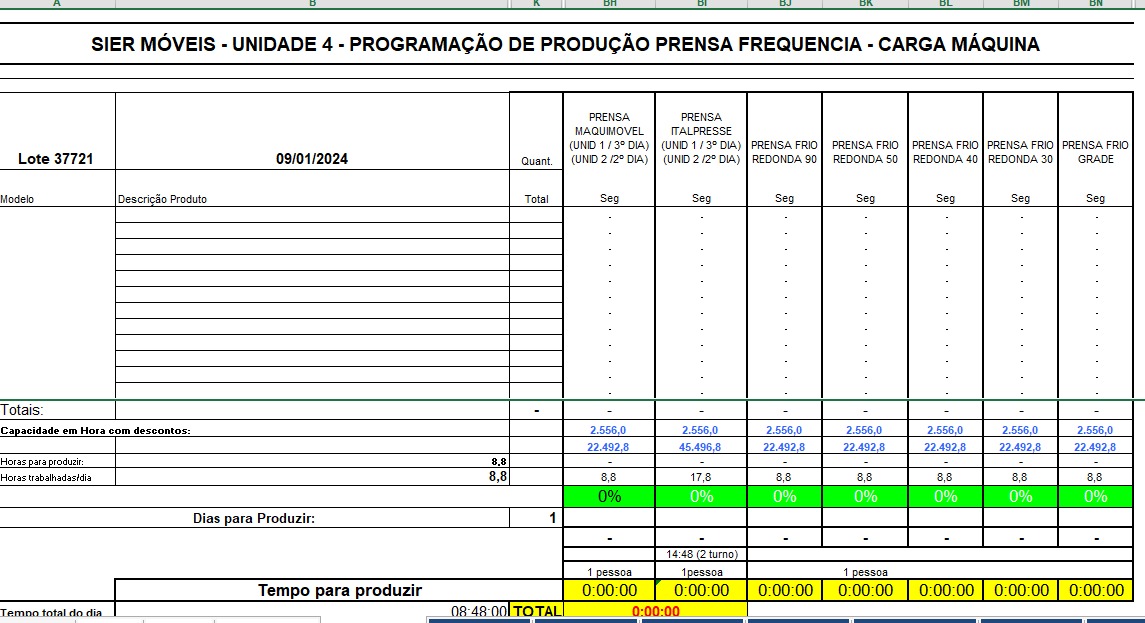 A B K BH BI BJ BK BL BM BN
SIER MÓVEIS - UNIDADE 4 - PROGRAMAÇÃO DE PRODUÇÃO PRENSA FREQUENCIA - CARGA MÁQUINA
PRENSA PRENSA
MAQUIMOVEL ITALPRESSE
(UNID 1 / 3º DIA) (UNID 1 / 3º DIA) PRENSA FRIO PRENSA FRIO PRENSA FRIO PRENSA FRIO PRENSA FRIO
Lote 37721 09/01/2024 Quant. (UNID 2 /2º DIA) (UNID 2 /2º DIA) REDONDA 90 REDONDA 50 REDONDA 40 REDONDA 30 GRADE
Modelo Descrição Produto Total Seg Seg Seg Seg Seg Seg Seg
- - - - - - -
- - - - - - -
- - - - - - -
- - - - - - -
- - - - - - -
- - - - - - -
- - - - - - -
- - - - - - -
- - - - - - -
- - - - - - -
- - - - - - -
- - - - - - -
Totais: - - - - - - - -
Capacidade em Hora com descontos: 2.556,0 2.556,0 2.556,0 2.556,0 2.556,0 2.556,0 2.556,0
22.492,8 45.496,8 22.492,8 22.492,8 22.492,8 22.492,8 22.492,8
Horas para produzir: 8,8 - - - - - - -
Horas trabalhadas/dia 8,8 8,8 17,8 8,8 8,8 8,8 8,8 8,8
0% 0% 0% 0% 0% 0% 0%
Dias para Produzir: 1
- - - - - - -
14:48 (2 turno)
1 pessoa 1pessoa 1 pessoa
Tempo para produzir 0:00:00 0:00:00 0:00:00 0:00:00 0:00:00 0:00:00 0:00:00
Tempo total do dia 08:48:00 TOTAL 0:00:00